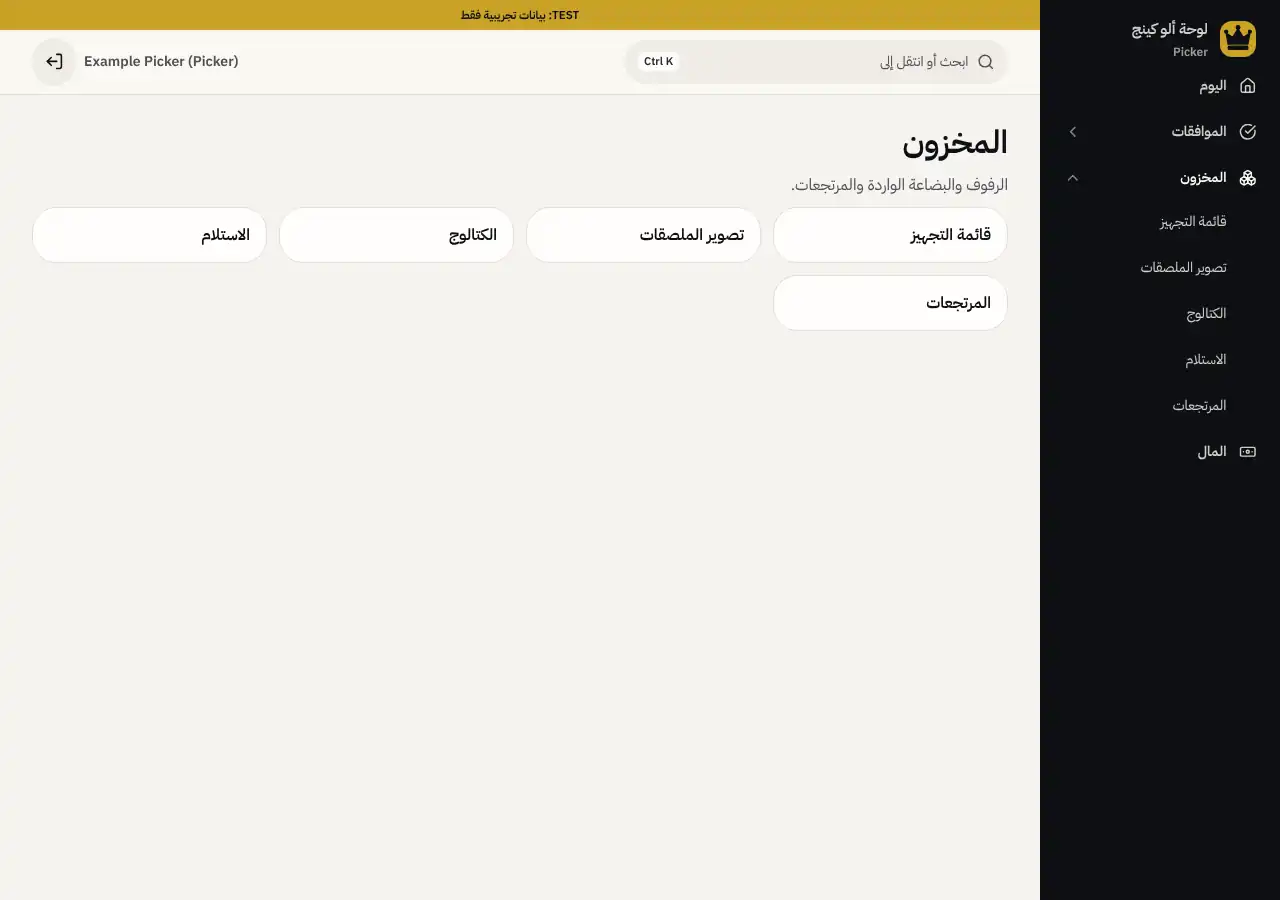 TEST: بيانات تجريبية فقط
لوحة ألو كينج
Picker
اليوم
الموافقات
المخزون
قائمة التجهيز
تصوير الملصقات
الكتالوج
الاستلام
المرتجعات
المال
ابحث أو انتقل إلى
Ctrl K
Example Picker (Picker)
المخزون
الرفوف والبضاعة الواردة والمرتجعات.
قائمة التجهيز
تصوير الملصقات
الكتالوج
الاستلام
المرتجعات